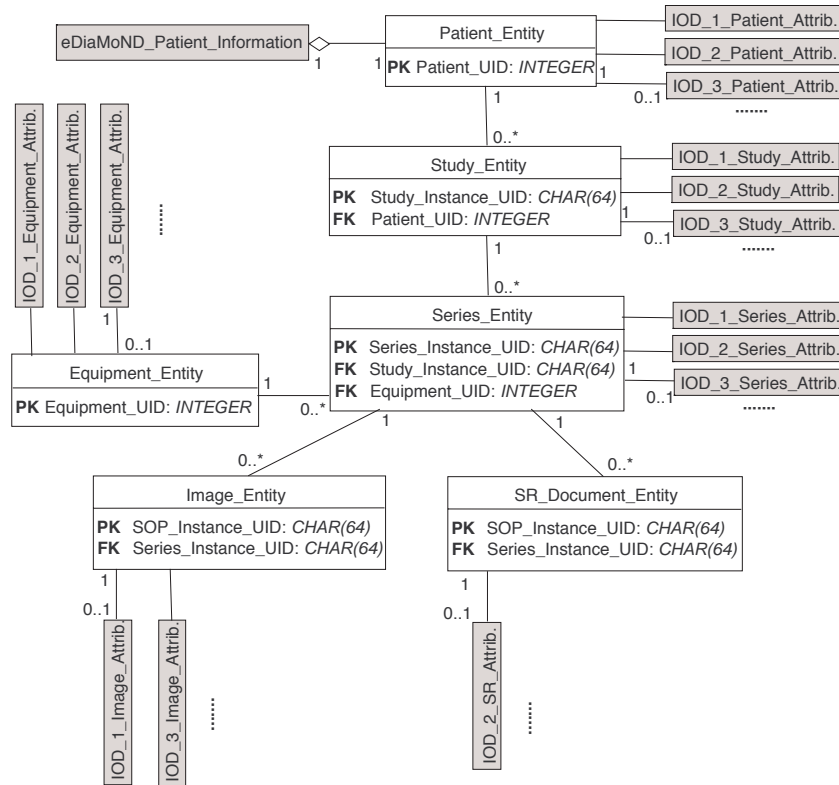 eDiaMoND_Patient_Information
1
1
Patient_Entity
PK Patient_UID: INTEGER
IOD_1_Patient_Attrib.
IOD_2_Patient_Attrib.
1
0..1
IOD_3_Patient_Attrib.
.......
1
0..*
Study_Entity
PK Study_Instance_UID: CHAR(64)
FK Patient_UID: INTEGER
IOD_1_Study_Attrib.
IOD_2_Study_Attrib.
1
0..1
IOD_3_Study_Attrib.
.......
1
0..*
IOD_1_Equipment_Attrib.
IOD_2_Equipment_Attrib.
IOD_3_Equipment_Attrib.
.......
1
0..1
Equipment_Entity
PK Equipment_UID: INTEGER
1
0..*
Series_Entity
PK Series_Instance_UID: CHAR(64)
FK Study_Instance_UID: CHAR(64)
FK Equipment_UID: INTEGER
IOD_1_Series_Attrib.
IOD_2_Series_Attrib.
1
0..1
IOD_3_Series_Attrib.
.......
1
1
0..*
0..*
Image_Entity
PK SOP_Instance_UID: CHAR(64)
FK Series_Instance_UID: CHAR(64)
1
0..1
IOD_1_Image_Attrib.
IOD_3_Image_Attrib.
.......
SR_Document_Entity
PK SOP_Instance_UID: CHAR(64)
FK Series_Instance_UID: CHAR(64)
1
0..1
IOD_2_SR_Attrib.
.......